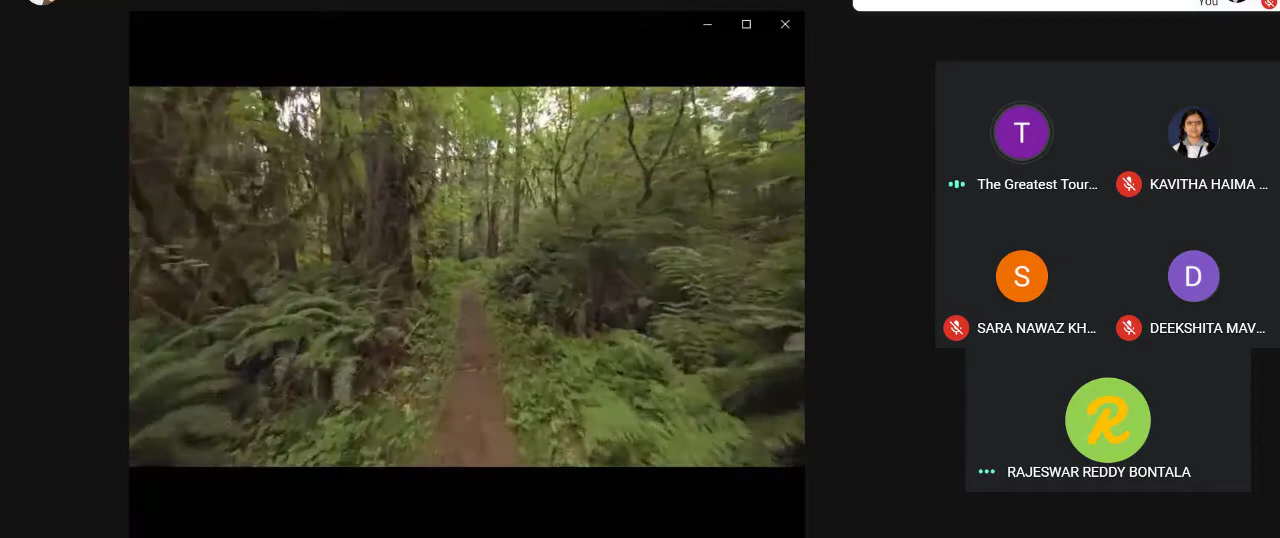 You
T
The Greatest Tour...
KAVITHA HAIMA ...
S
D
SARA NAWAZ KH...
DEEKSHITA MAV...
R
RAJESWAR REDDY BONTALA